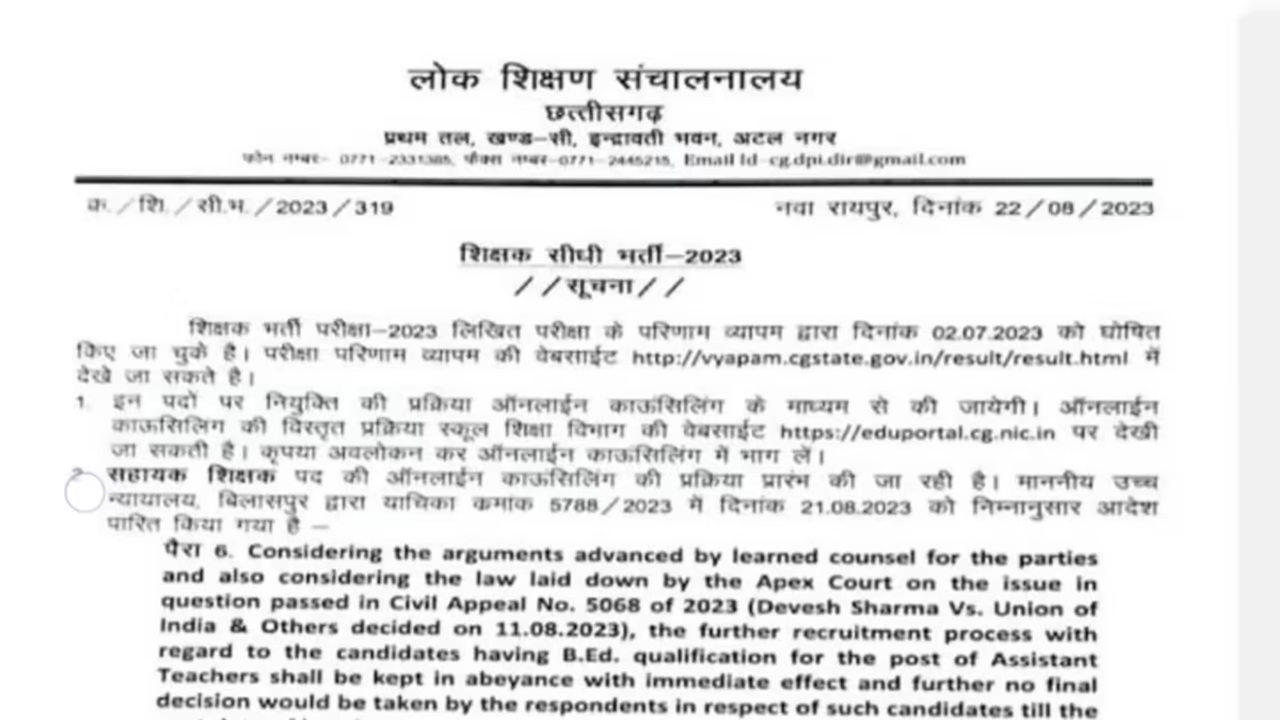 लोक शिक्षण संचालनालय
छत्तीसगढ़
प्रथम तल, खण्ड–सी, इन्द्रावती भवन, अटल नगर
फोन नम्बर– 0771–2331385, फैक्स नम्बर–0771–2445215, Email Id–cg.dpi.dir@gmail.com
क. / शि. / सी.भ. / 2023 / 319 नवा रायपुर, दिनांक 22 / 08 / 2023
शिक्षक सीधी भर्ती–2023
/ /सूचना/ /
शिक्षक भर्ती परीक्षा–2023 लिखित परीक्षा के परिणाम व्यापम द्वारा दिनांक 02.07.2023 को घोषित
किए जा चुके है। परीक्षा परिणाम व्यापम की वेबसाईट http://vyapam.cgstate.gov.in/result/result.html में
देखे जा सकते है।
1. इन पदों पर नियुक्ति की प्रक्रिया ऑनलाईन काऊंसिलिंग के माध्यम से की जायेगी। ऑनलाईन
काऊंसिलिंग की विस्तृत प्रक्रिया स्कूल शिक्षा विभाग की वेबसाईट https://eduportal.cg.nic.in पर देखी
जा सकती है। कृपया अवलोकन कर ऑनलाईन काऊंसिलिंग में भाग लें।
2. सहायक शिक्षक पद की ऑनलाईन काऊंसिलिंग की प्रक्रिया प्रारंभ की जा रही है। माननीय उच्च
न्यायालय, बिलासपुर द्वारा याचिका कमांक 5788 / 2023 में दिनांक 21.08.2023 को निम्नानुसार आदेश
पारित किया गया है –
पैरा 6. Considering the arguments advanced by learned counsel for the parties
and also considering the law laid down by the Apex Court on the issue in
question passed in Civil Appeal No. 5068 of 2023 (Devesh Sharma Vs. Union of
India & Others decided on 11.08.2023), the further recruitment process with
regard to the candidates having B.Ed. qualification for the post of Assistant
Teachers shall be kept in abeyance with immediate effect and further no final
decision would be taken by the respondents in respect of such candidates till the